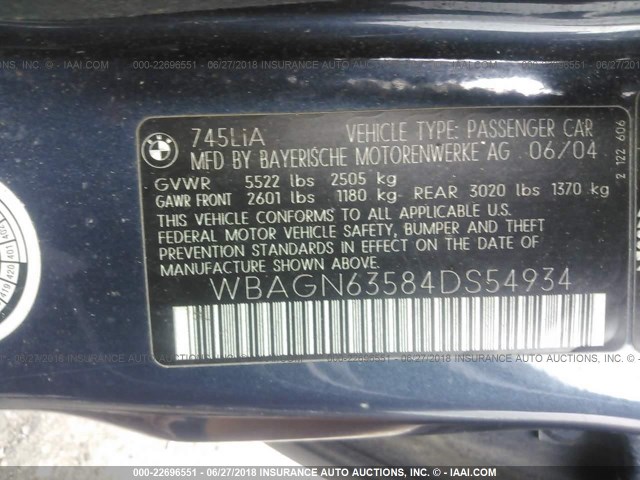 000-22696551 | 06/27/2018 INSURANCE AUTO AUCTIONS, INC. - IAAI.COM
745LiA VEHICLE TYPE: PASSENGER CAR
MFD BY BAYERISCHE MOTORENWERKE AG 06/04
GVWR 5522 lbs 2505 kg
GAWR FRONT 2601 lbs 1180 kg REAR 3020 lbs 1370 kg
THIS VEHICLE CONFORMS TO ALL APPLICABLE U.S.
FEDERAL MOTOR VEHICLE SAFETY, BUMPER AND THEFT
PREVENTION STANDARDS IN EFFECT ON THE DATE OF
MANUFACTURE SHOWN ABOVE.
WBAGN63584DS54934
2 122 606
419 420 401 402
000-22696551 | 06/27/2018 INSURANCE AUTO AUCTIONS, INC. - IAAI.COM